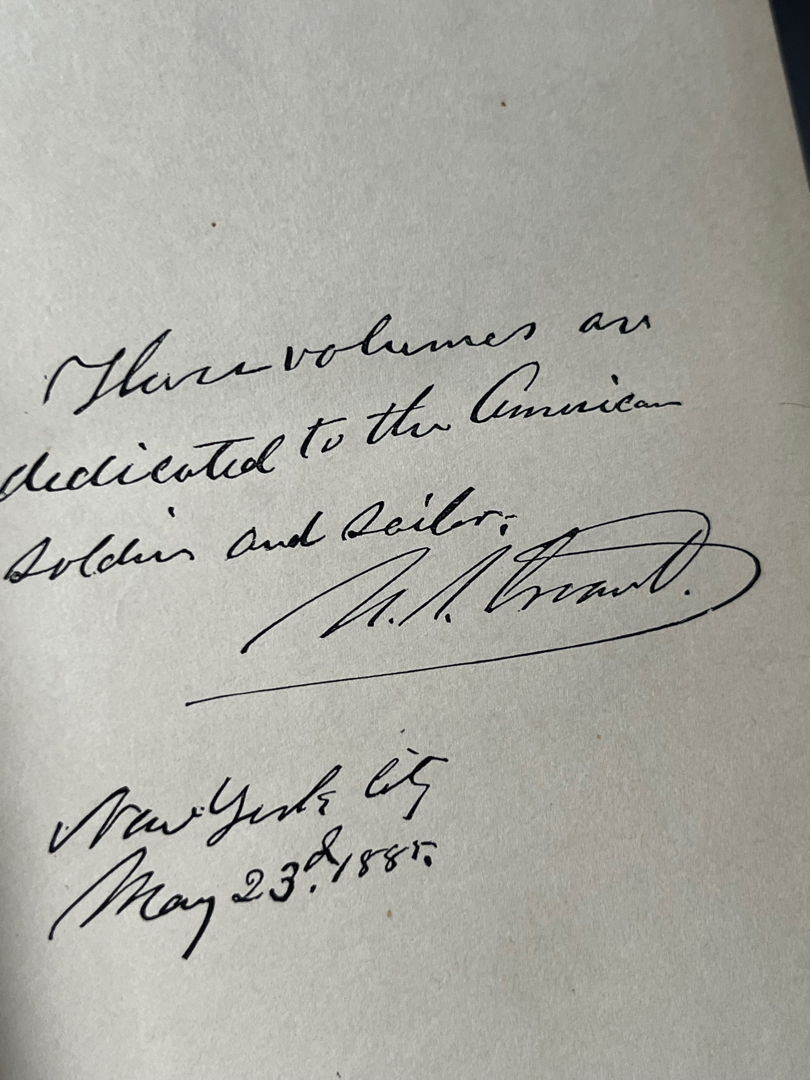 These volumes are
dedicated to the American
soldier and sailor.
U. S. Grant.
New York City
May 23d. 1885.